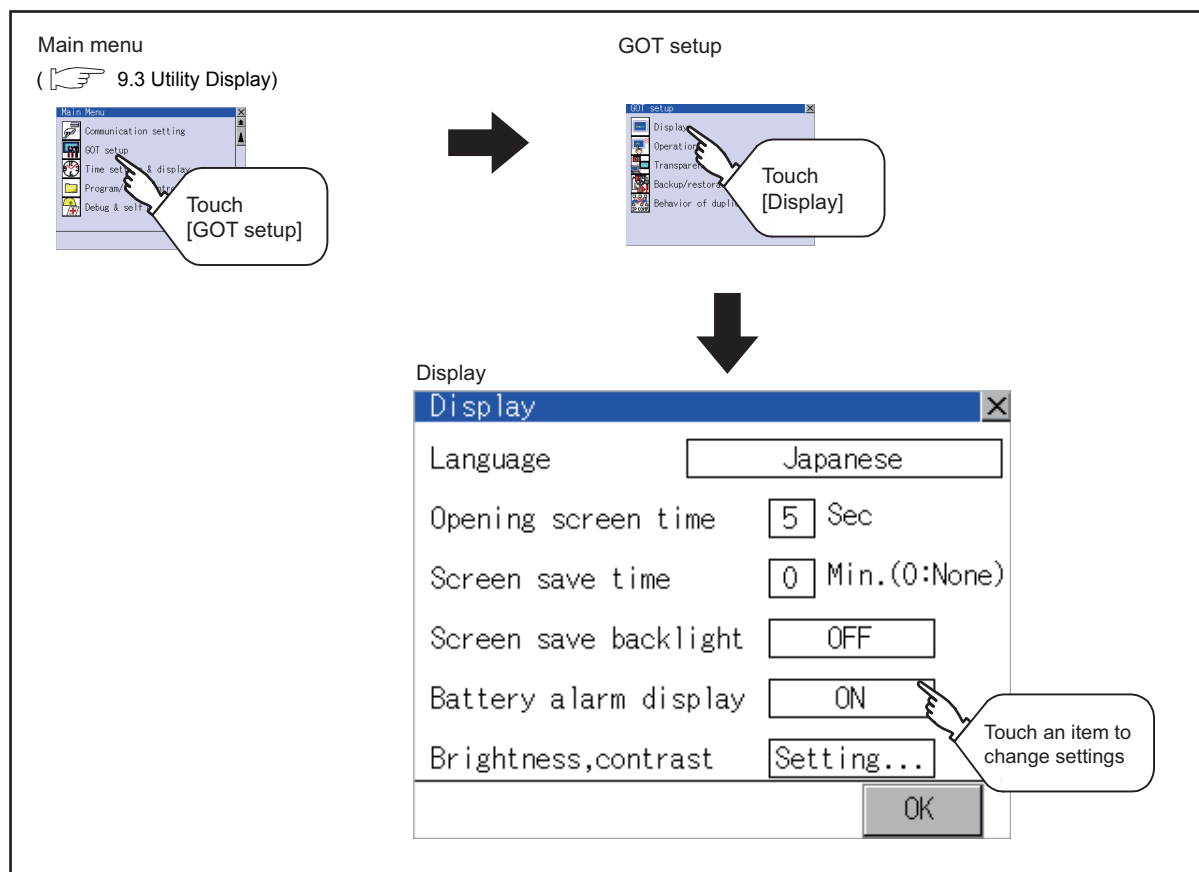 Main menu
( 9.3 Utility Display)
Main Menu
Communication setting
GOT setup
Time & display
Program/
Debug & self
Touch
[GOT setup]
GOT setup
GOT setup
Display
Operation
Backup/restora
Behavior of dupli
Touch
[Display]
Display
Display
Language Japanese
Opening screen time 5 Sec
Screen save time 0 Min.(0:None)
Screen save backlight OFF
Battery alarm display ON
Brightness,contrast Setting...
OK
Touch an item to
change settings